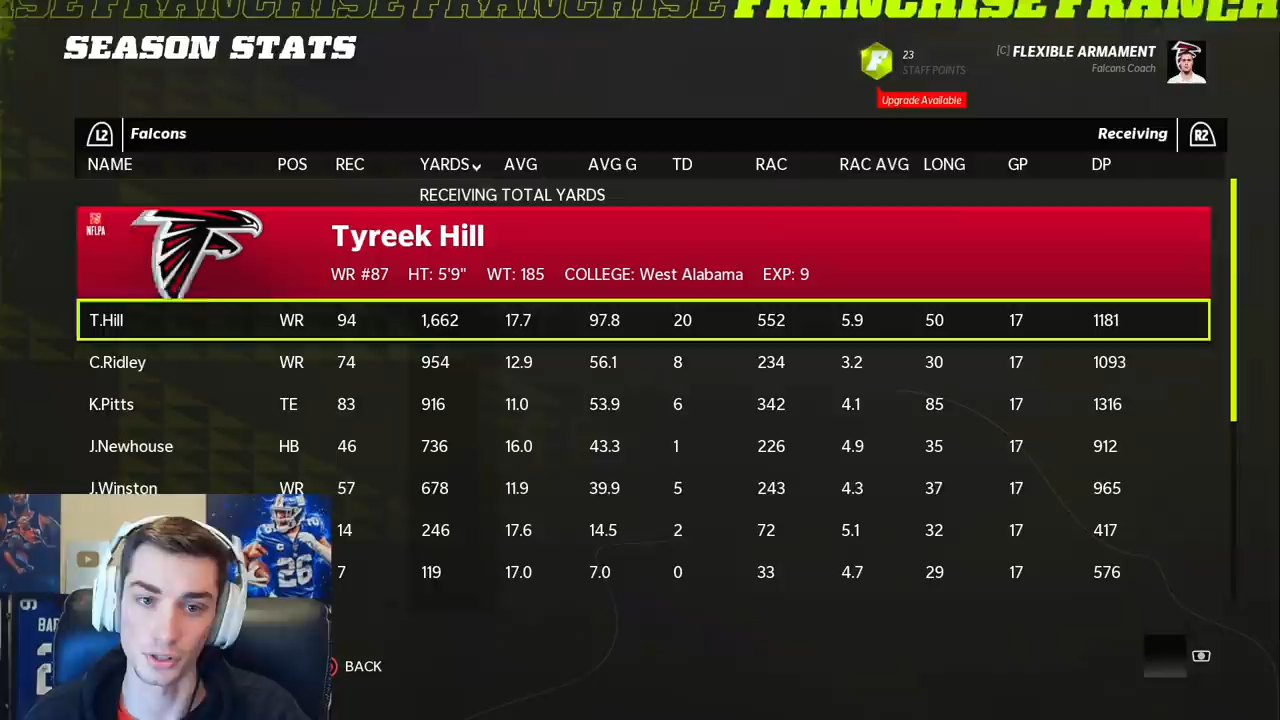 FRANCHISE FRANCHISE FRANCHISE
SEASON STATS
23
STAFF POINTS
Upgrade Available
[C] FLEXIBLE ARMAMENT
Falcons Coach
L2 Falcons Receiving R2
NAME POS REC YARDS AVG AVG G TD RAC RAC AVG LONG GP DP
RECEIVING TOTAL YARDS
NFLPA
Tyreek Hill
WR #87 HT: 5'9" WT: 185 COLLEGE: West Alabama EXP: 9
T.Hill WR 94 1,662 17.7 97.8 20 552 5.9 50 17 1181
C.Ridley WR 74 954 12.9 56.1 8 234 3.2 30 17 1093
K.Pitts TE 83 916 11.0 53.9 6 342 4.1 85 17 1316
J.Newhouse HB 46 736 16.0 43.3 1 226 4.9 35 17 912
J.Winston WR 57 678 11.9 39.9 5 243 4.3 37 17 965
14 246 17.6 14.5 2 72 5.1 32 17 417
7 119 17.0 7.0 0 33 4.7 29 17 576
26
BACK